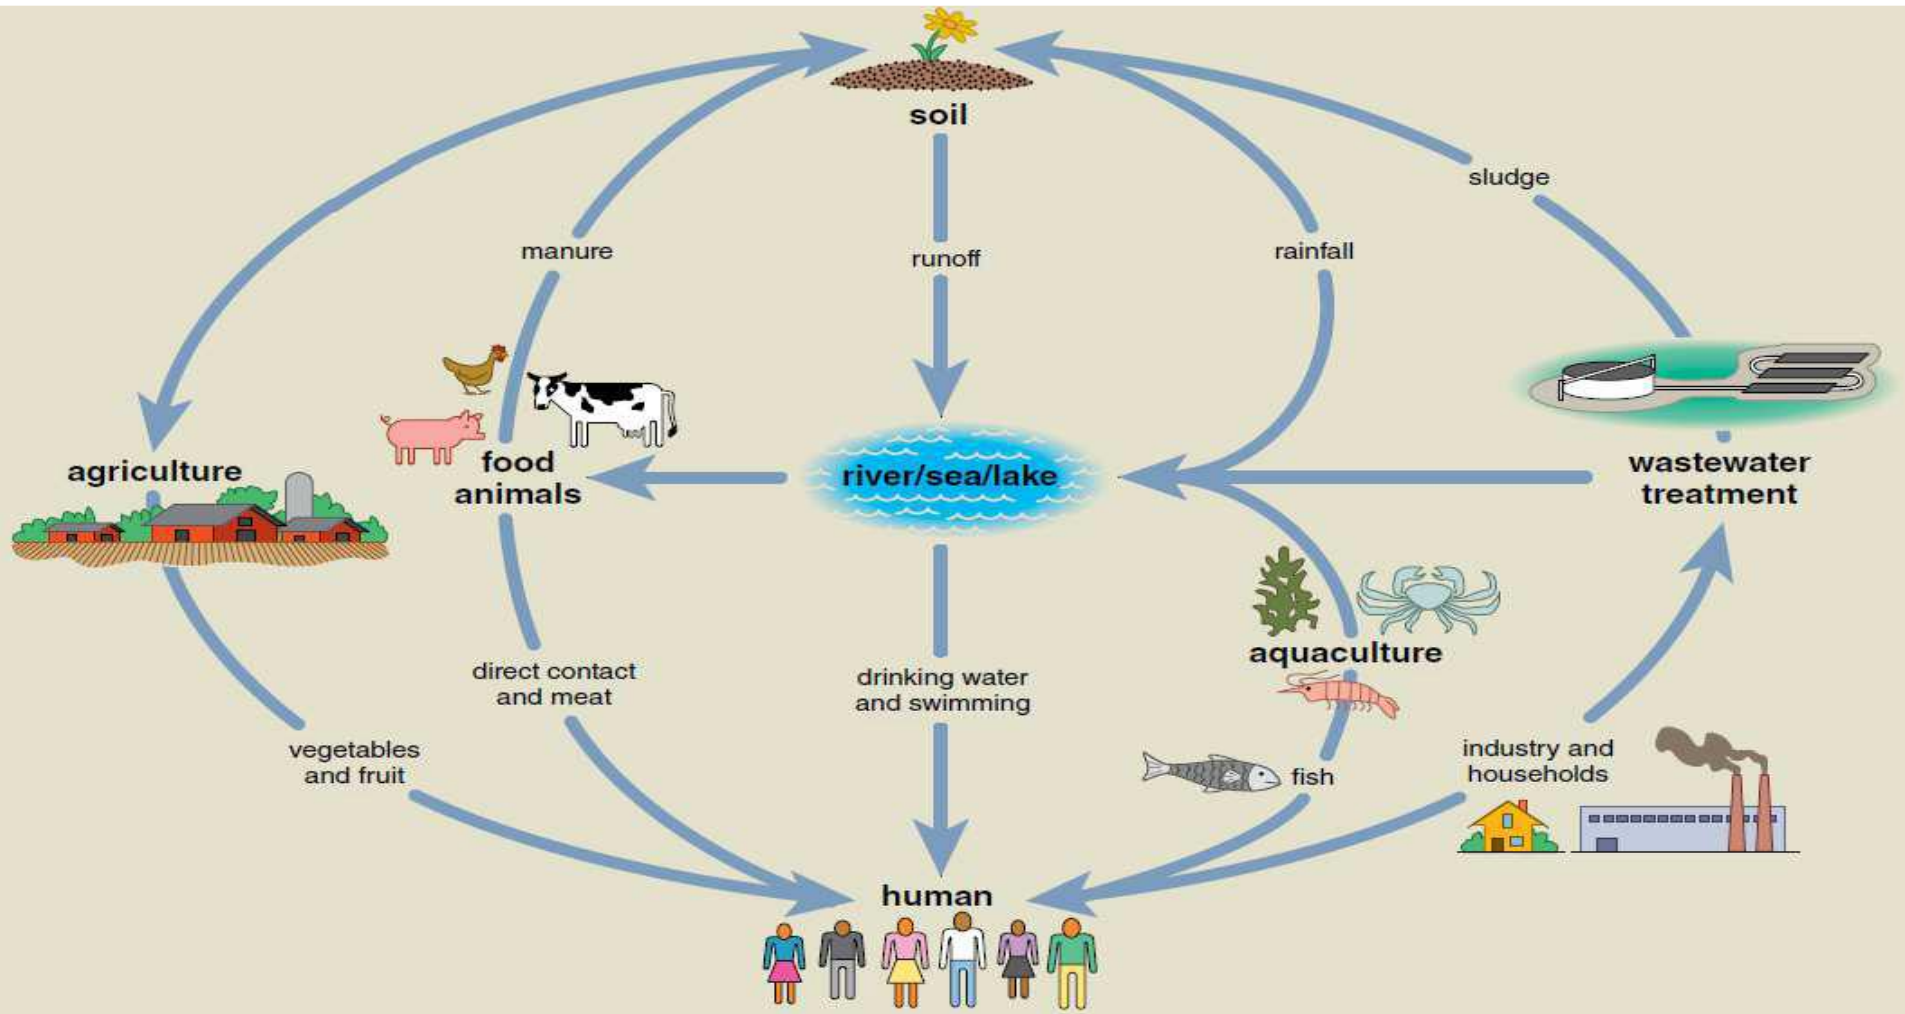 soil
sludge
manure
runoff
rainfall
agriculture
food
animals
river/sea/lake
wastewater
treatment
aquaculture
direct contact
and meat
drinking water
and swimming
vegetables
and fruit
fish
industry and
households
human